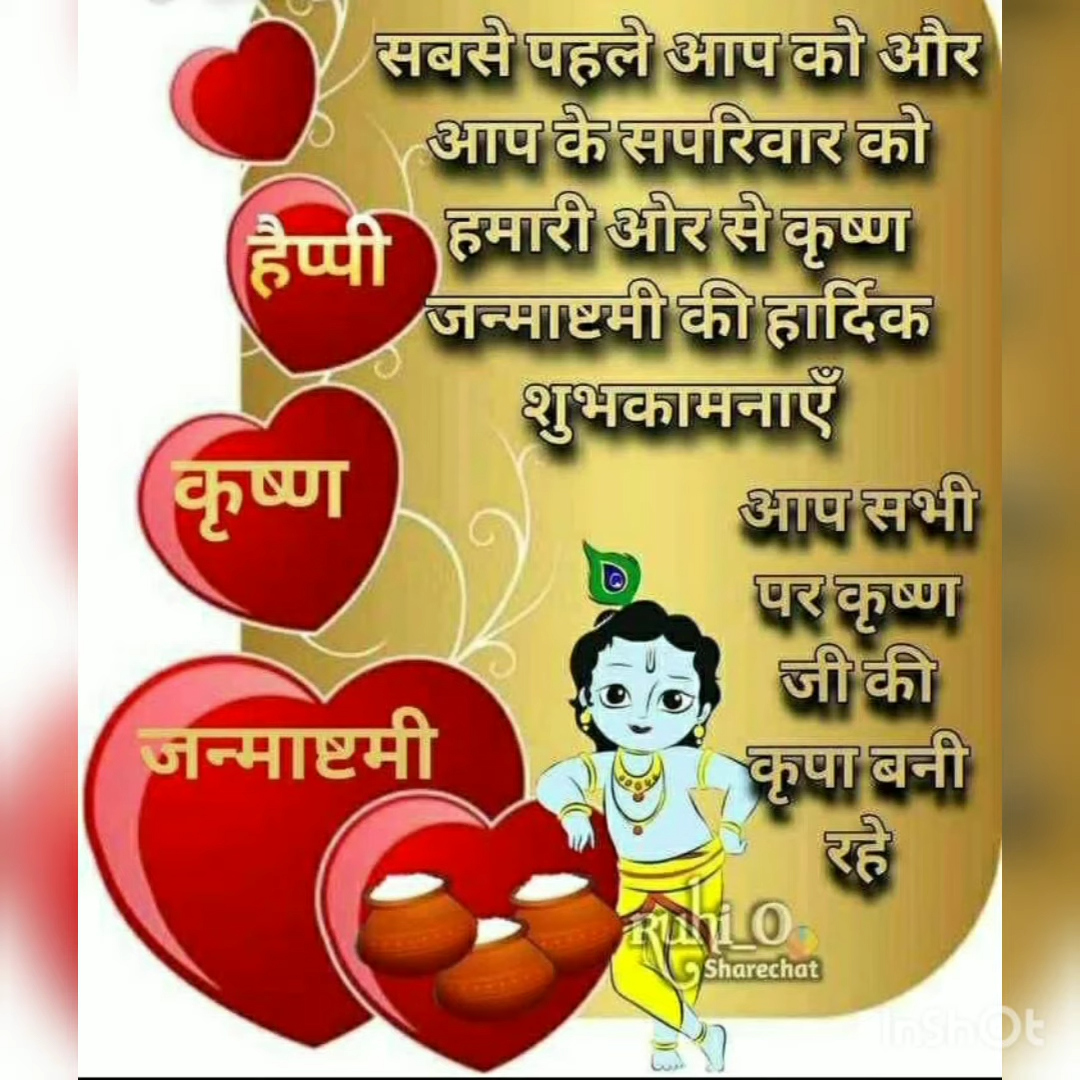 सबसे पहले आप को और
आप के सपरिवार को
हमारी ओर से कृष्ण
जन्माष्टमी की हार्दिक
शुभकामनाएँ
हैप्पी
कृष्ण
जन्माष्टमी
आप सभी
पर कृष्ण
जी की
कृपा बनी
रहे
Ruhi_O
Sharechat
InShOt